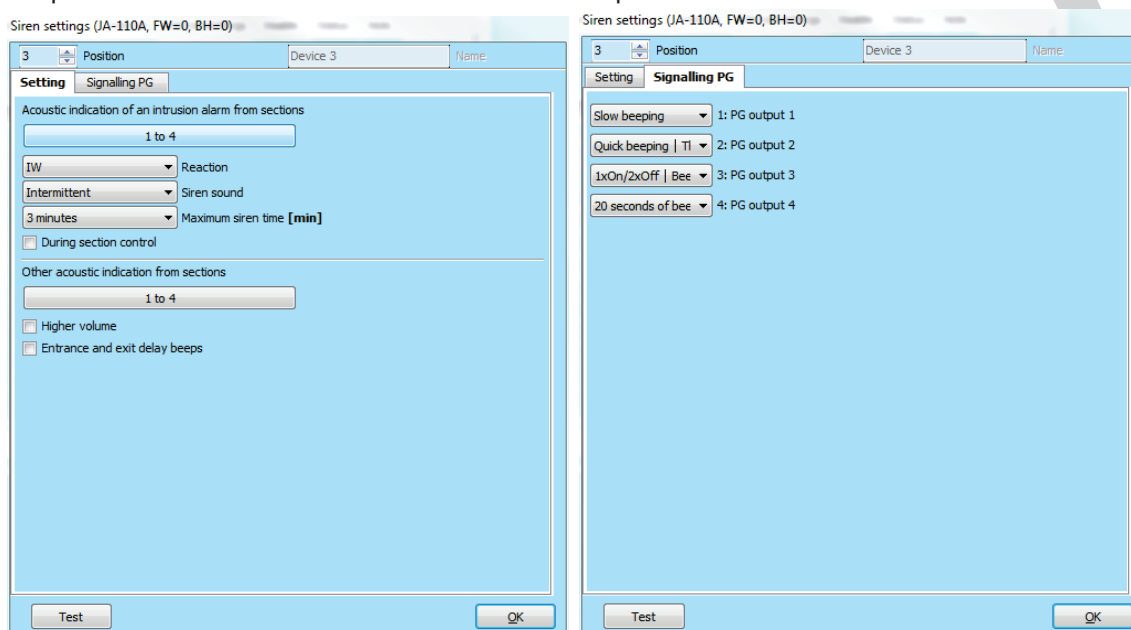 Siren settings (JA-110A, FW=0, BH=0)
3 Position Device 3 Name
Setting Signalling PG
Acoustic indication of an intrusion alarm from sections
1 to 4
IW Reaction
Intermittent Siren sound
3 minutes Maximum siren time [min]
During section control
Other acoustic indication from sections
1 to 4
Higher volume
Entrance and exit delay beeps
Test OK
Siren settings (JA-110A, FW=0, BH=0)
3 Position Device 3 Name
Setting Signalling PG
Slow beeping 1: PG output 1
Quick beeping | 2: PG output 2
1xOn/2xOff | Bee 3: PG output 3
20 seconds of bee 4: PG output 4
Test OK